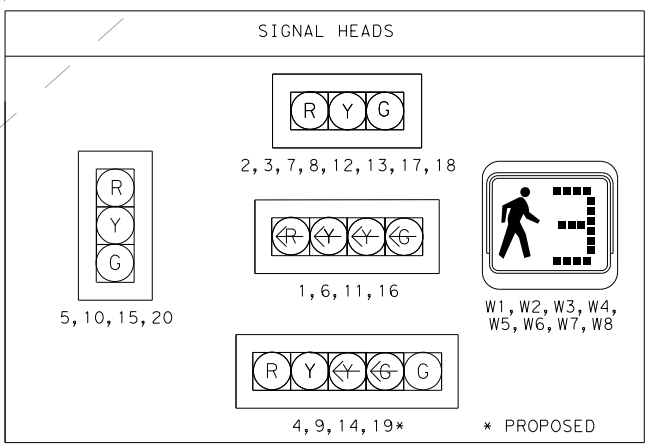 SIGNAL HEADS
R Y G
2,3,7,8,12,13,17,18
R
Y
G
5,10,15,20
R Y Y G
1,6,11,16
3
W1,W2,W3,W4,
W5,W6,W7,W8
R Y Y G G
4,9,14,19*
* PROPOSED